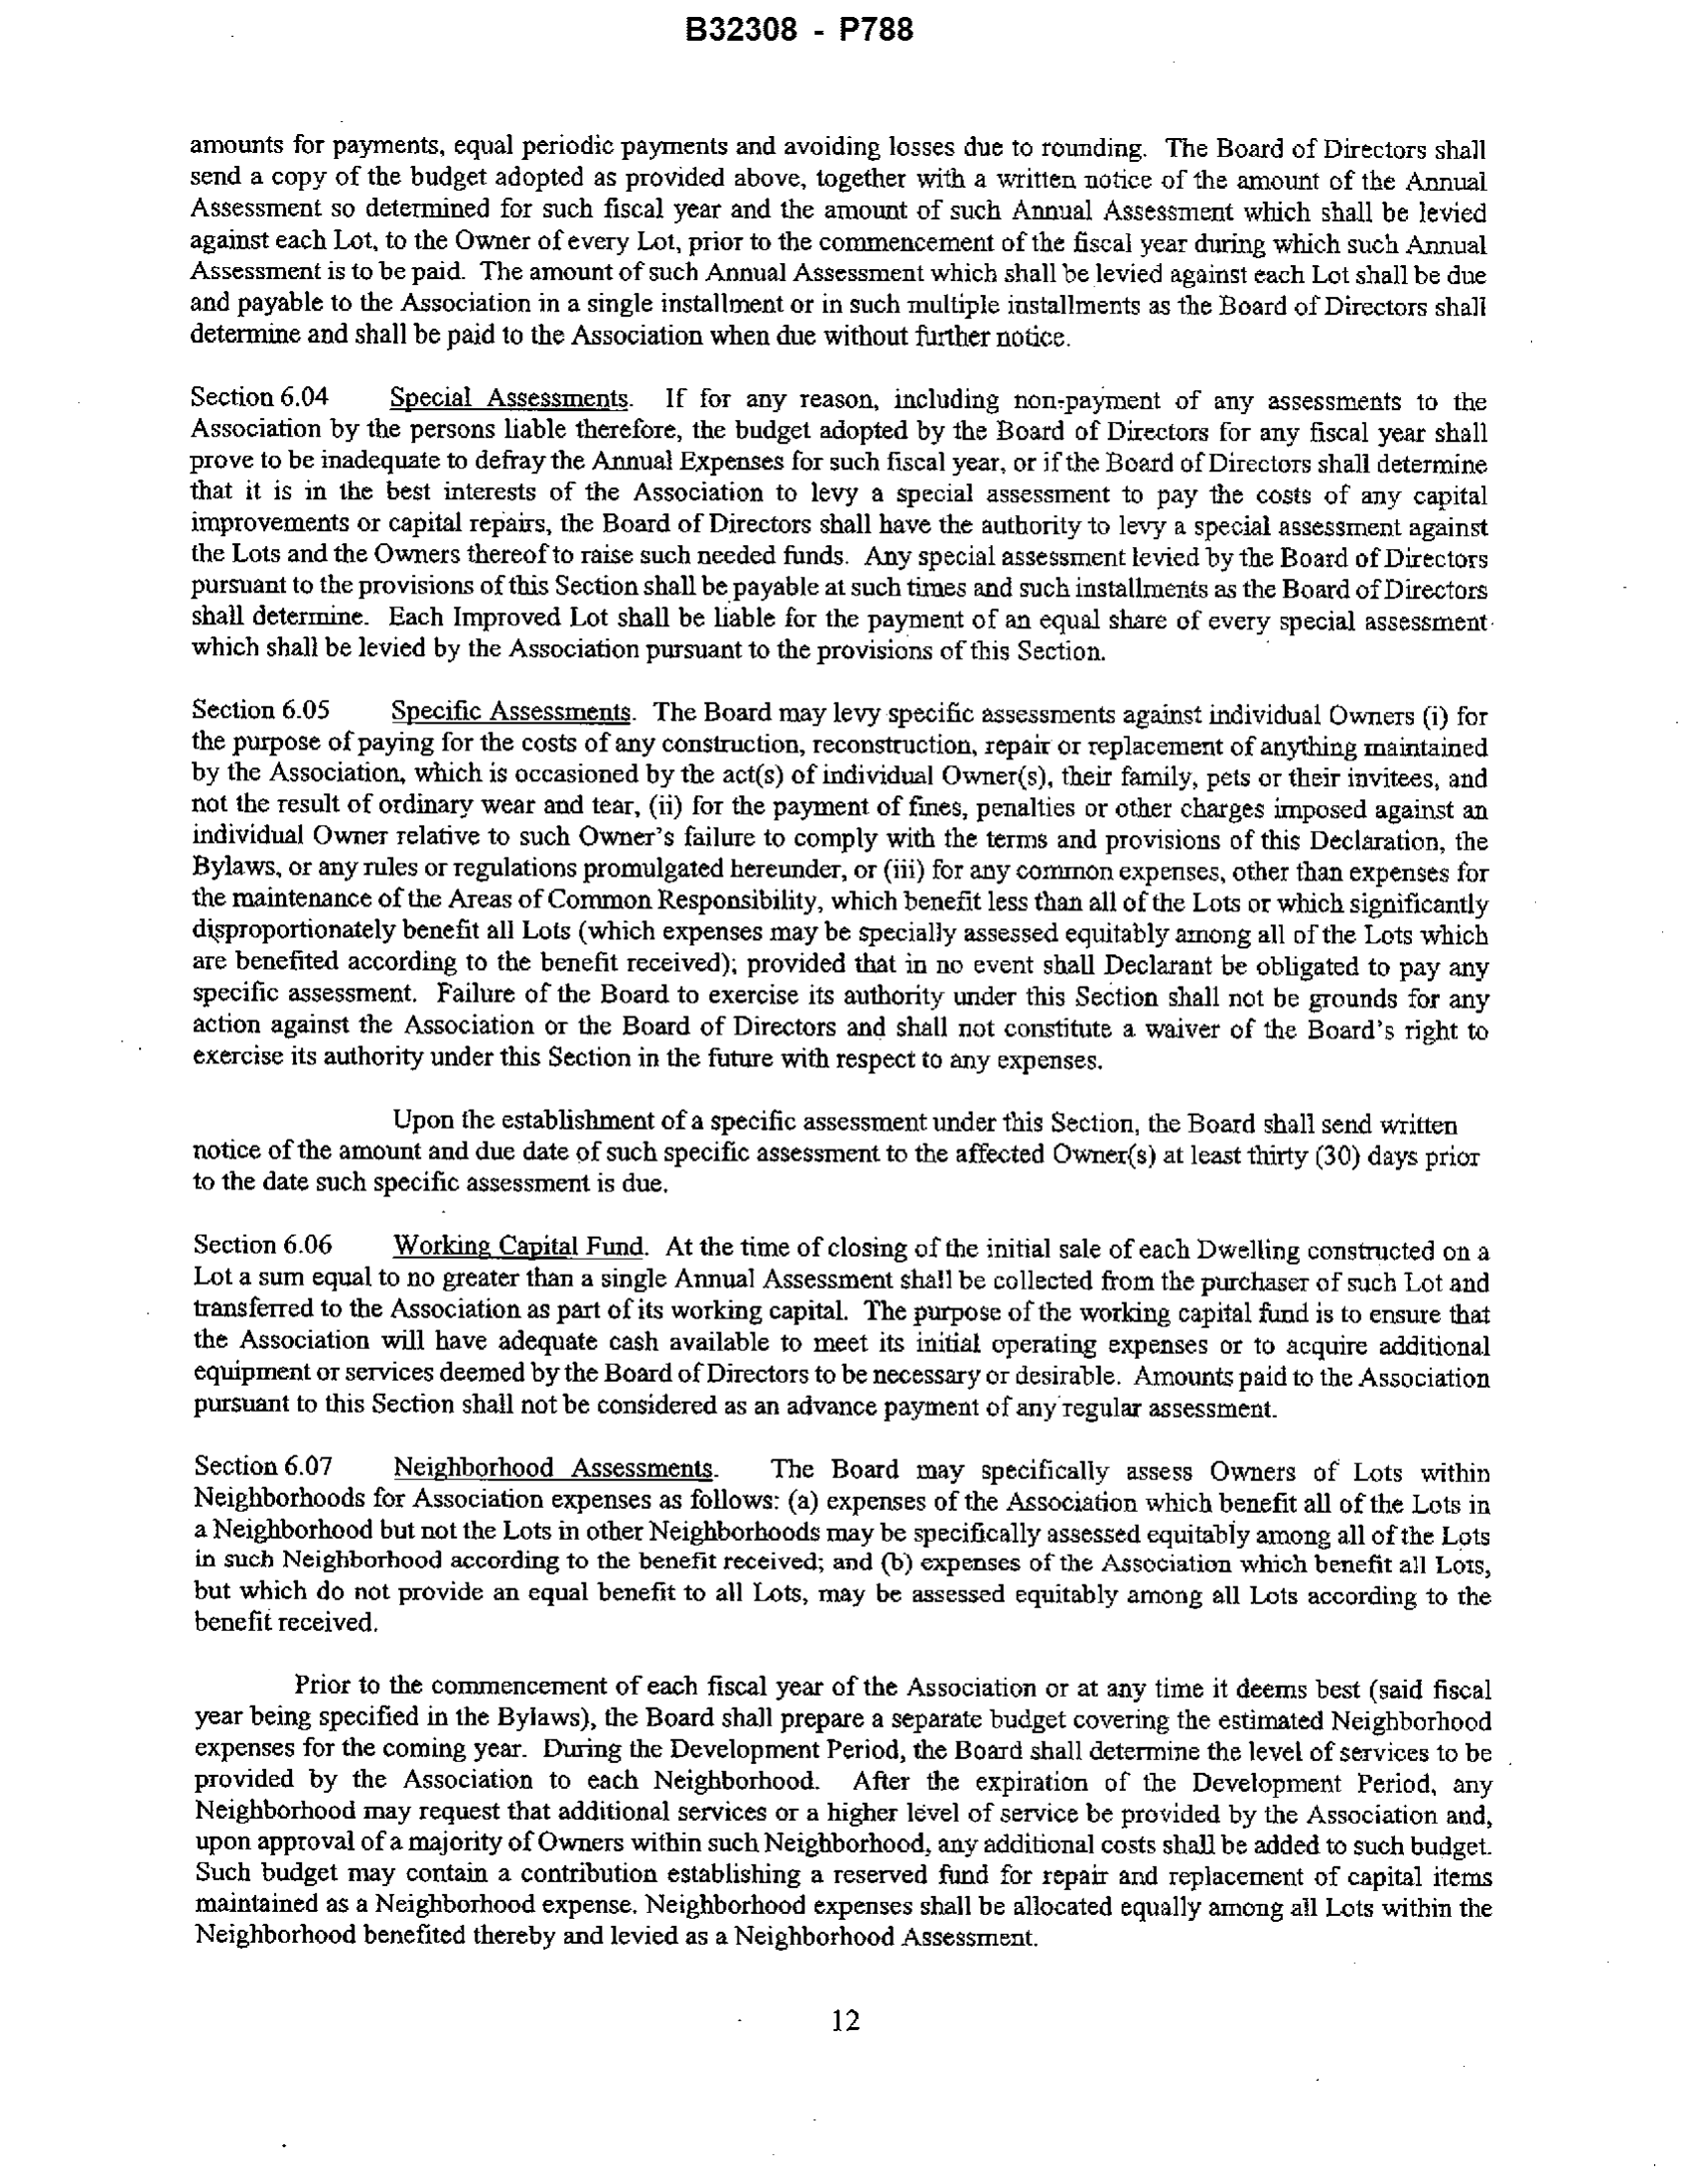 B32308 - P788
amounts for payments, equal periodic payments and avoiding losses due to rounding. The Board of Directors shall
send a copy of the budget adopted as provided above, together with a written notice of the amount of the Annual
Assessment so determined for such fiscal year and the amount of such Annual Assessment which shall be levied
against each Lot, to the Owner of every Lot, prior to the commencement of the fiscal year during which such Annual
Assessment is to be paid. The amount of such Annual Assessment which shall be levied against each Lot shall be due
and payable to the Association in a single installment or in such multiple installments as the Board of Directors shall
determine and shall be paid to the Association when due without further notice.
Section 6.04 Special Assessments. If for any reason, including non-payment of any assessments to the
Association by the persons liable therefore, the budget adopted by the Board of Directors for any fiscal year shall
prove to be inadequate to defray the Annual Expenses for such fiscal year, or if the Board of Directors shall determine
that it is in the best interests of the Association to levy a special assessment to pay the costs of any capital
improvements or capital repairs, the Board of Directors shall have the authority to levy a special assessment against
the Lots and the Owners thereof to raise such needed funds. Any special assessment levied by the Board of Directors
pursuant to the provisions of this Section shall be payable at such times and such installments as the Board of Directors
shall determine. Each Improved Lot shall be liable for the payment of an equal share of every special assessment
which shall be levied by the Association pursuant to the provisions of this Section.
Section 6.05 Specific Assessments. The Board may levy specific assessments against individual Owners (i) for
the purpose of paying for the costs of any construction, reconstruction, repair or replacement of anything maintained
by the Association, which is occasioned by the act(s) of individual Owner(s), their family, pets or their invitees, and
not the result of ordinary wear and tear, (ii) for the payment of fines, penalties or other charges imposed against an
individual Owner relative to such Owner's failure to comply with the terms and provisions of this Declaration, the
Bylaws, or any rules or regulations promulgated hereunder, or (iii) for any common expenses, other than expenses for
the maintenance of the Areas of Common Responsibility, which benefit less than all of the Lots or which significantly
disproportionately benefit all Lots (which expenses may be specially assessed equitably among all of the Lots which
are benefited according to the benefit received); provided that in no event shall Declarant be obligated to pay any
specific assessment. Failure of the Board to exercise its authority under this Section shall not be grounds for any
action against the Association or the Board of Directors and shall not constitute a waiver of the Board's right to
exercise its authority under this Section in the future with respect to any expenses.
Upon the establishment of a specific assessment under this Section, the Board shall send written
notice of the amount and due date of such specific assessment to the affected Owner(s) at least thirty (30) days prior
to the date such specific assessment is due.
Section 6.06 Working Capital Fund. At the time of closing of the initial sale of each Dwelling constructed on a
Lot a sum equal to no greater than a single Annual Assessment shall be collected from the purchaser of such Lot and
transferred to the Association as part of its working capital. The purpose of the working capital fund is to ensure that
the Association will have adequate cash available to meet its initial operating expenses or to acquire additional
equipment or services deemed by the Board of Directors to be necessary or desirable. Amounts paid to the Association
pursuant to this Section shall not be considered as an advance payment of any regular assessment.
Section 6.07 Neighborhood Assessments. The Board may specifically assess Owners of Lots within
Neighborhoods for Association expenses as follows: (a) expenses of the Association which benefit all of the Lots in
a Neighborhood but not the Lots in other Neighborhoods may be specifically assessed equitably among all of the Lots
in such Neighborhood according to the benefit received; and (b) expenses of the Association which benefit all Lots,
but which do not provide an equal benefit to all Lots, may be assessed equitably among all Lots according to the
benefit received.
Prior to the commencement of each fiscal year of the Association or at any time it deems best (said fiscal
year being specified in the Bylaws), the Board shall prepare a separate budget covering the estimated Neighborhood
expenses for the coming year. During the Development Period, the Board shall determine the level of services to be
provided by the Association to each Neighborhood. After the expiration of the Development Period, any
Neighborhood may request that additional services or a higher level of service be provided by the Association and,
upon approval of a majority of Owners within such Neighborhood, any additional costs shall be added to such budget.
Such budget may contain a contribution establishing a reserved fund for repair and replacement of capital items
maintained as a Neighborhood expense. Neighborhood expenses shall be allocated equally among all Lots within the
Neighborhood benefited thereby and levied as a Neighborhood Assessment.
12